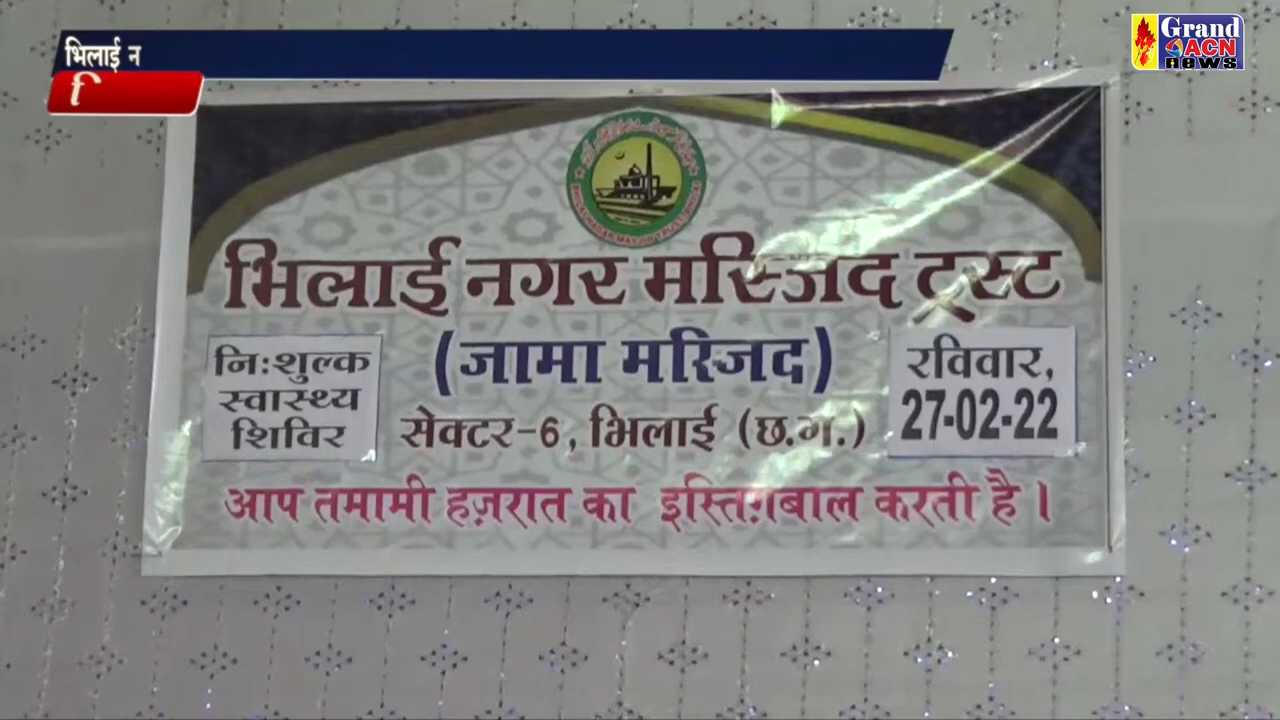 भिलाई न
Grand
ACN
news
भिलाई नगर मस्जिद ट्रस्ट
(जामा मस्जिद)
निःशुल्क
स्वास्थ्य
शिविर
सेक्टर-6, भिलाई (छ.ग.)
रविवार,
27-02-22
आप तमामी हज़रात का इस्तिग़बाल करती है।